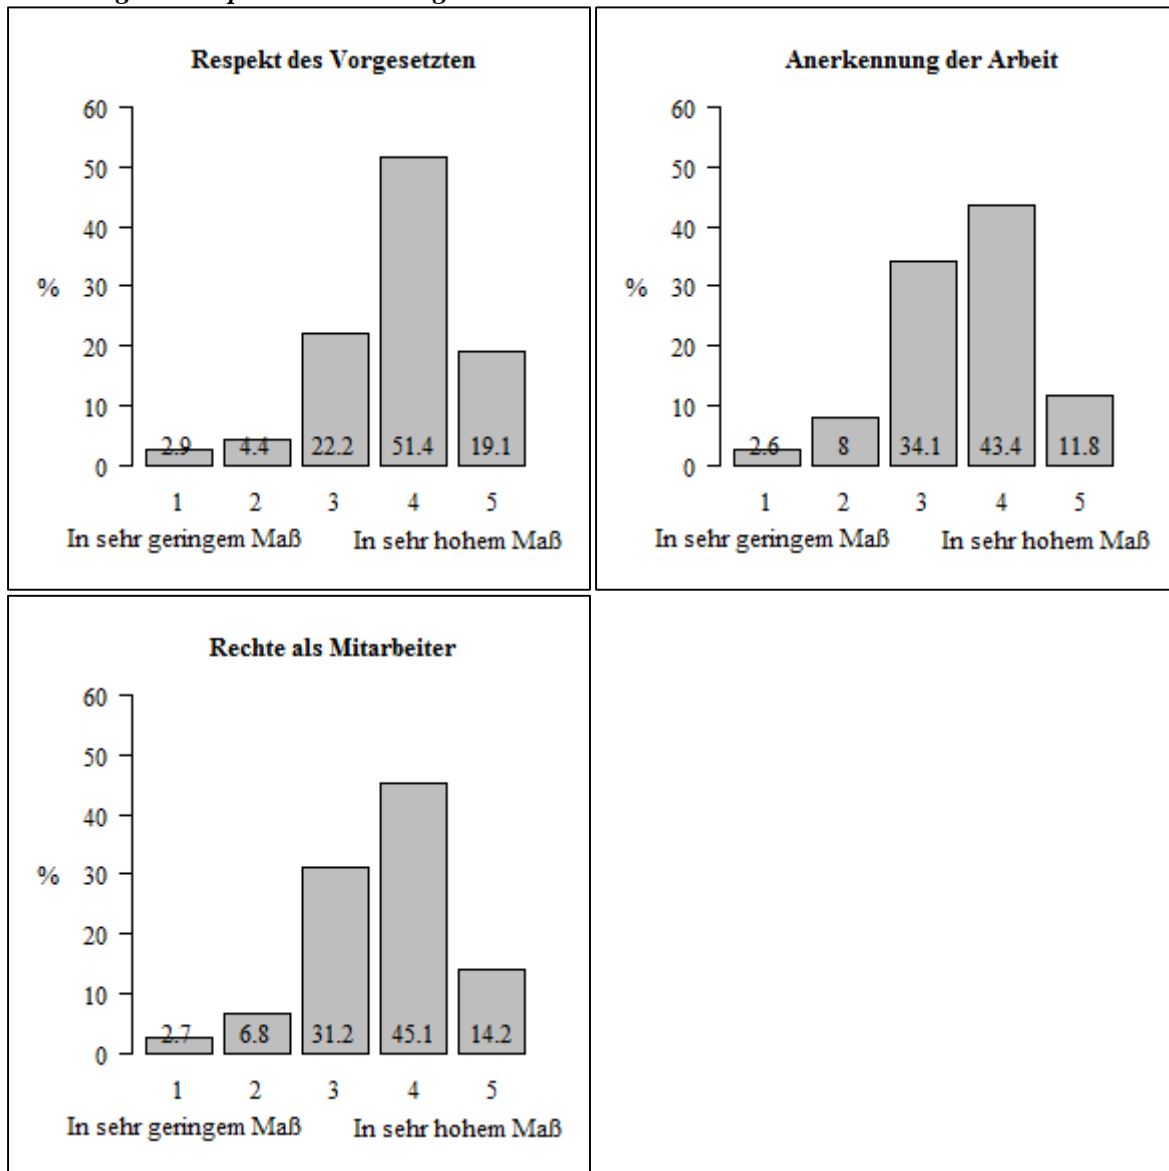 Respekt des Vorgesetzten
60
50
40
% 30
20
10
0
2.9 4.4 22.2 51.4 19.1
1 2 3 4 5
In sehr geringem Maß In sehr hohem Maß
Anerkennung der Arbeit
60
50
40
% 30
20
10
0
2.6 8 34.1 43.4 11.8
1 2 3 4 5
In sehr geringem Maß In sehr hohem Maß
Rechte als Mitarbeiter
60
50
40
% 30
20
10
0
2.7 6.8 31.2 45.1 14.2
1 2 3 4 5
In sehr geringem Maß In sehr hohem Maß